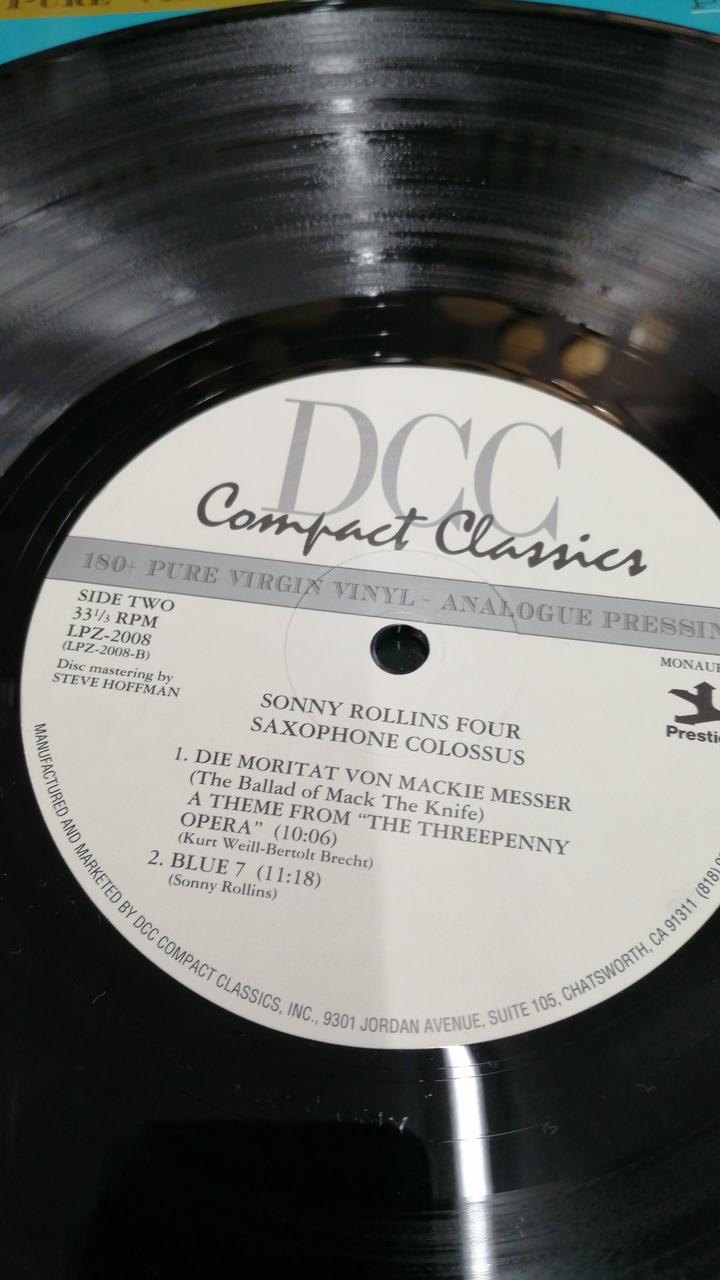 DCC
Compact Classics
180+ PURE VIRGIN VINYL - ANALOGUE PRESSIN
SIDE TWO
33 1/3 RPM
LPZ-2008
(LPZ-2008-B)
Disc mastering by
STEVE HOFFMAN
MONAUR
Prestig
SONNY ROLLINS FOUR
SAXOPHONE COLOSSUS
1. DIE MORITAT VON MACKIE MESSER
(The Ballad of Mack The Knife)
A THEME FROM “THE THREEPENNY
OPERA” (10:06)
(Kurt Weill-Bertolt Brecht)
2. BLUE 7 (11:18)
(Sonny Rollins)
MANUFACTURED AND MARKETED BY DCC COMPACT CLASSICS, INC., 9301 JORDAN AVENUE, SUITE 105, CHATSWORTH, CA 91311 (818)